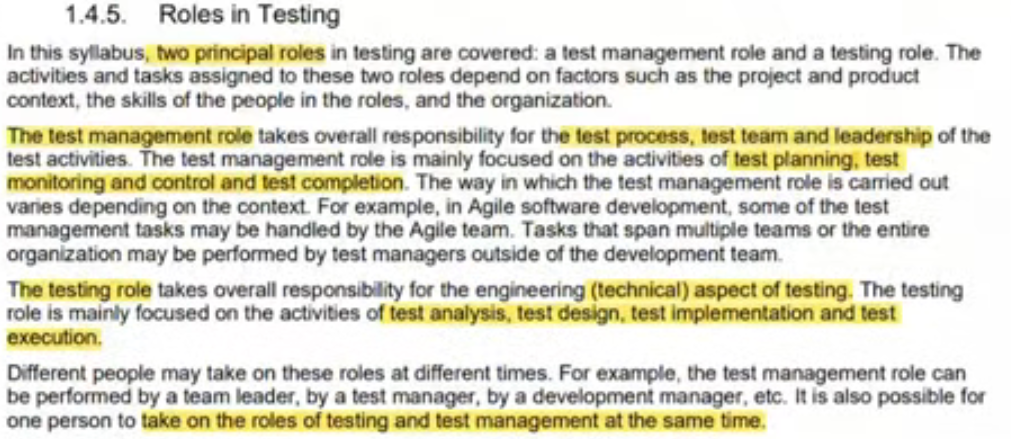 1.4.5. Roles in Testing
In this syllabus, two principal roles in testing are covered: a test management role and a testing role. The
activities and tasks assigned to these two roles depend on factors such as the project and product
context, the skills of the people in the roles, and the organization.
The test management role takes overall responsibility for the test process, test team and leadership of the
test activities. The test management role is mainly focused on the activities of test planning, test
monitoring and control and test completion. The way in which the test management role is carried out
varies depending on the context. For example, in Agile software development, some of the test
management tasks may be handled by the Agile team. Tasks that span multiple teams or the entire
organization may be performed by test managers outside of the development team.
The testing role takes overall responsibility for the engineering (technical) aspect of testing. The testing
role is mainly focused on the activities of test analysis, test design, test implementation and test
execution.
Different people may take on these roles at different times. For example, the test management role can
be performed by a team leader, by a test manager, by a development manager, etc. It is also possible for
one person to take on the roles of testing and test management at the same time.